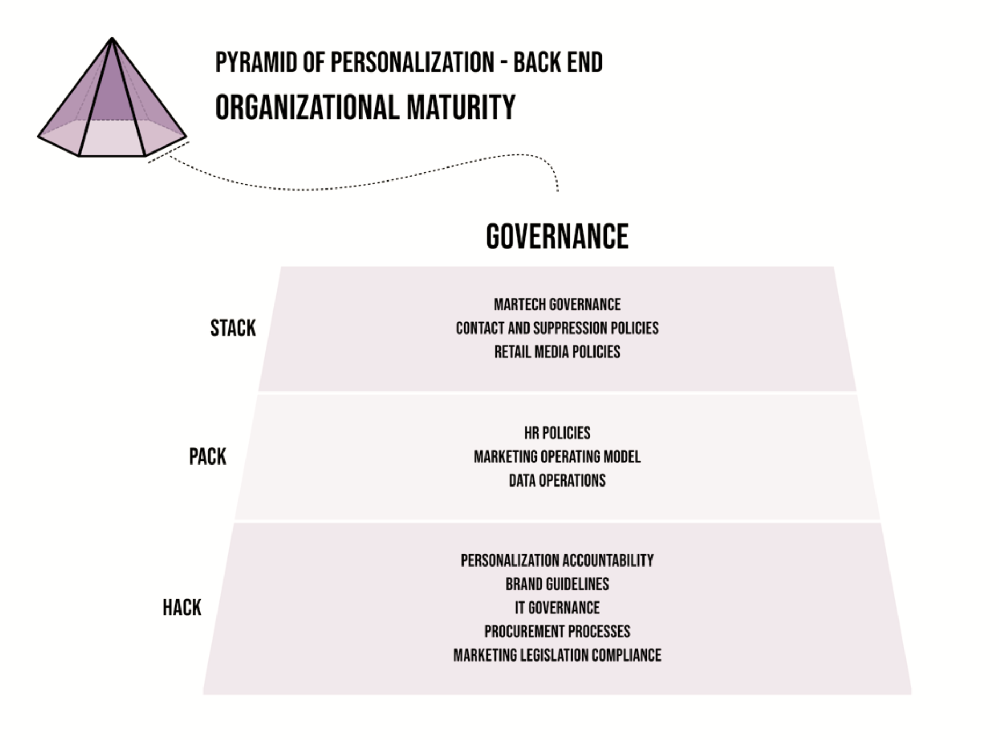 PYRAMID OF PERSONALIZATION - BACK END
ORGANIZATIONAL MATURITY
GOVERNANCE
STACK
MARTECH GOVERNANCE
CONTACT AND SUPPRESSION POLICIES
RETAIL MEDIA POLICIES
PACK
HR POLICIES
MARKETING OPERATING MODEL
DATA OPERATIONS
HACK
PERSONALIZATION ACCOUNTABILITY
BRAND GUIDELINES
IT GOVERNANCE
PROCUREMENT PROCESSES
MARKETING LEGISLATION COMPLIANCE